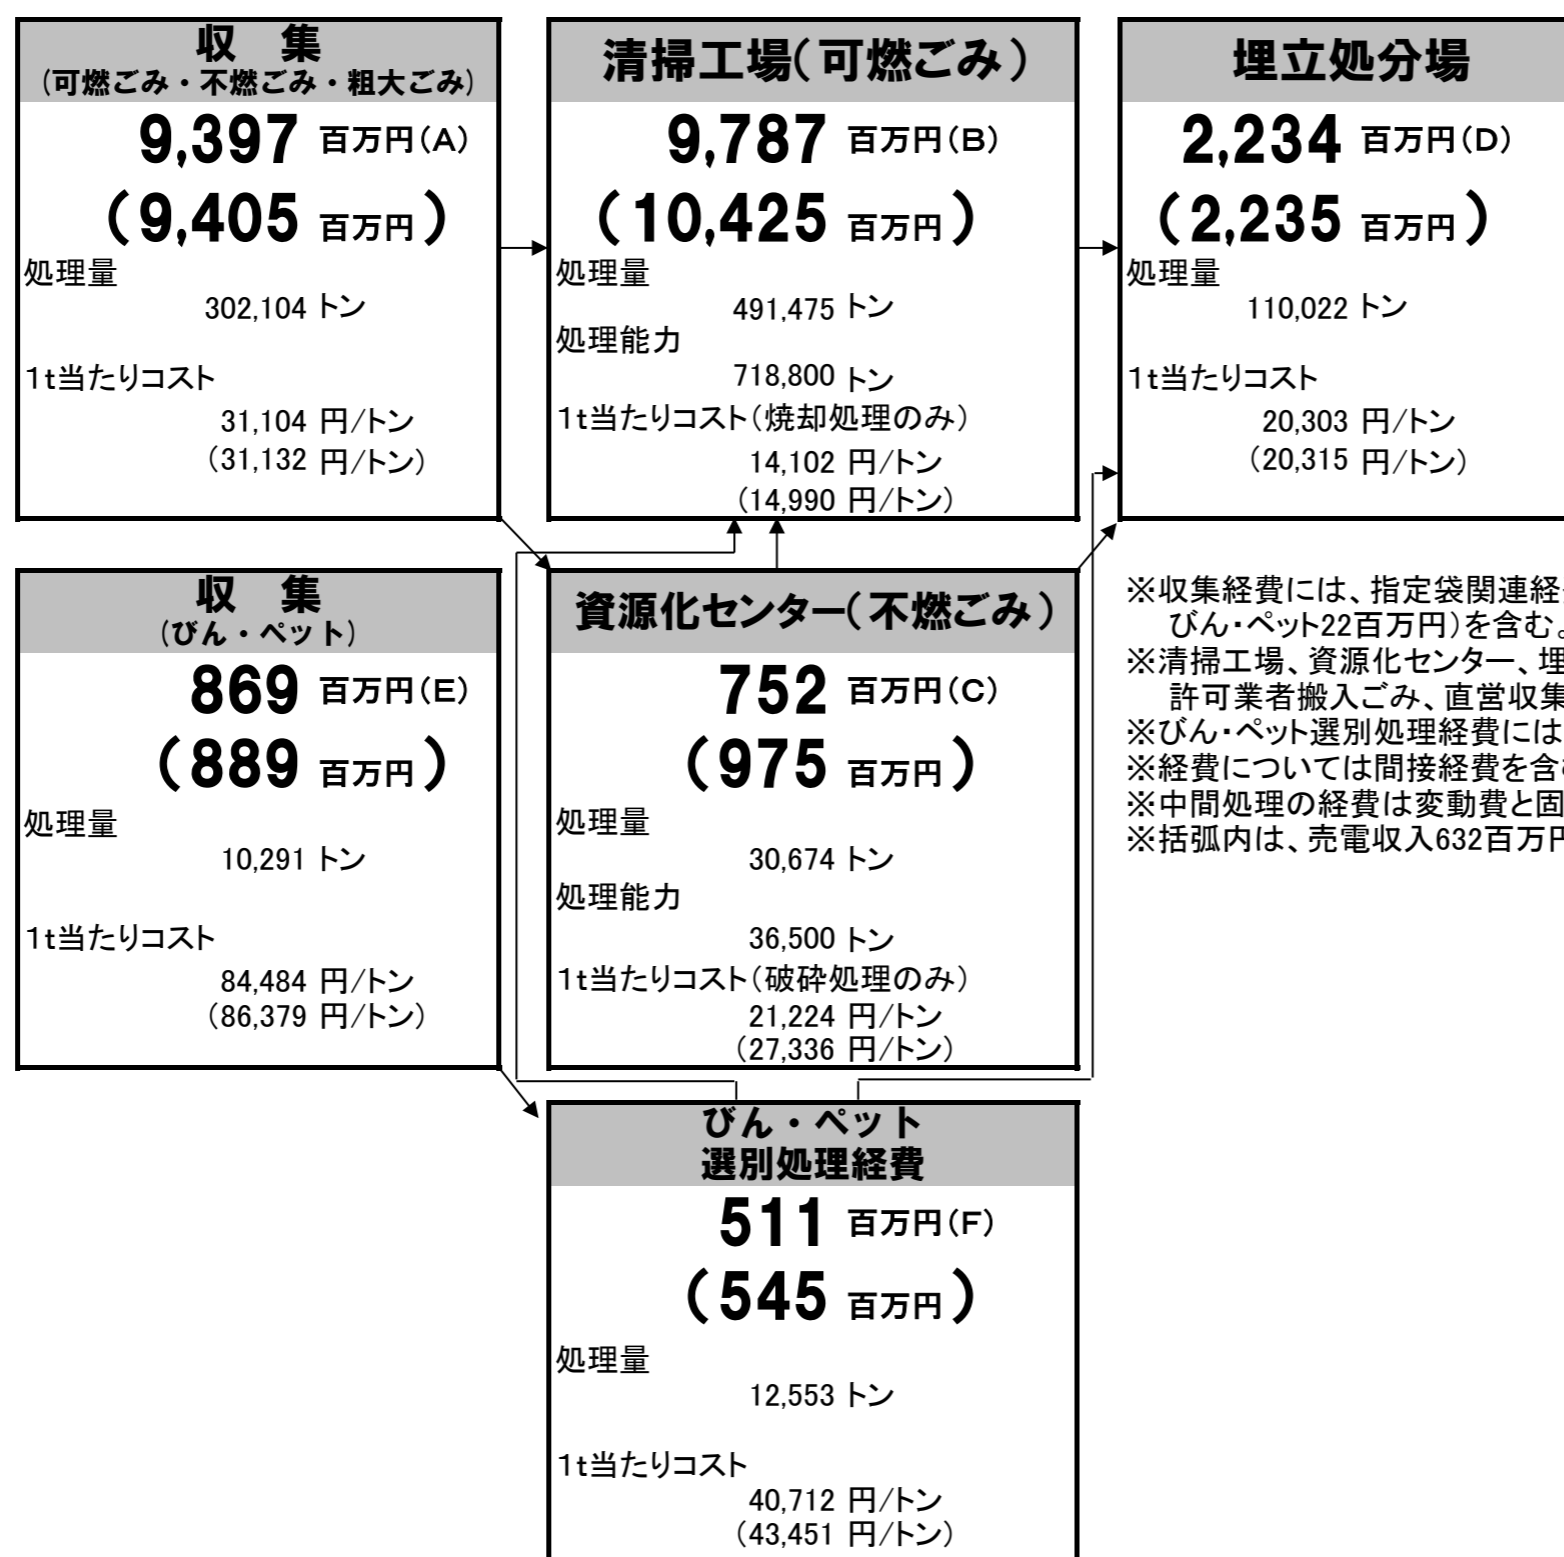 収　集
(可燃ごみ・不燃ごみ・粗大ごみ)
9,397 百万円(A)
(9,405 百万円)
処理量
302,104 トン
1t当たりコスト
31,104 円/トン
(31,132 円/トン)
清掃工場(可燃ごみ)
9,787 百万円(B)
(10,425 百万円)
処理量
491,475 トン
処理能力
718,800 トン
1t当たりコスト(焼却処理のみ)
14,102 円/トン
(14,990 円/トン)
埋立処分場
2,234 百万円(D)
(2,235 百万円)
処理量
110,022 トン
1t当たりコスト
20,303 円/トン
(20,315 円/トン)
収　集
(びん・ペット)
869 百万円(E)
(889 百万円)
処理量
10,291 トン
1t当たりコスト
84,484 円/トン
(86,379 円/トン)
資源化センター(不燃ごみ)
752 百万円(C)
(975 百万円)
処理量
30,674 トン
処理能力
36,500 トン
1t当たりコスト(破砕処理のみ)
21,224 円/トン
(27,336 円/トン)
※収集経費には、指定袋関連経
びん・ペット22百万円)を含む。
※清掃工場、資源化センター、埋
許可業者搬入ごみ、直営収集
※びん・ペット選別処理経費には
※経費については間接経費を含
※中間処理の経費は変動費と固
※括弧内は、売電収入632百万円
びん・ペット
選別処理経費
511 百万円(F)
(545 百万円)
処理量
12,553 トン
1t当たりコスト
40,712 円/トン
(43,451 円/トン)